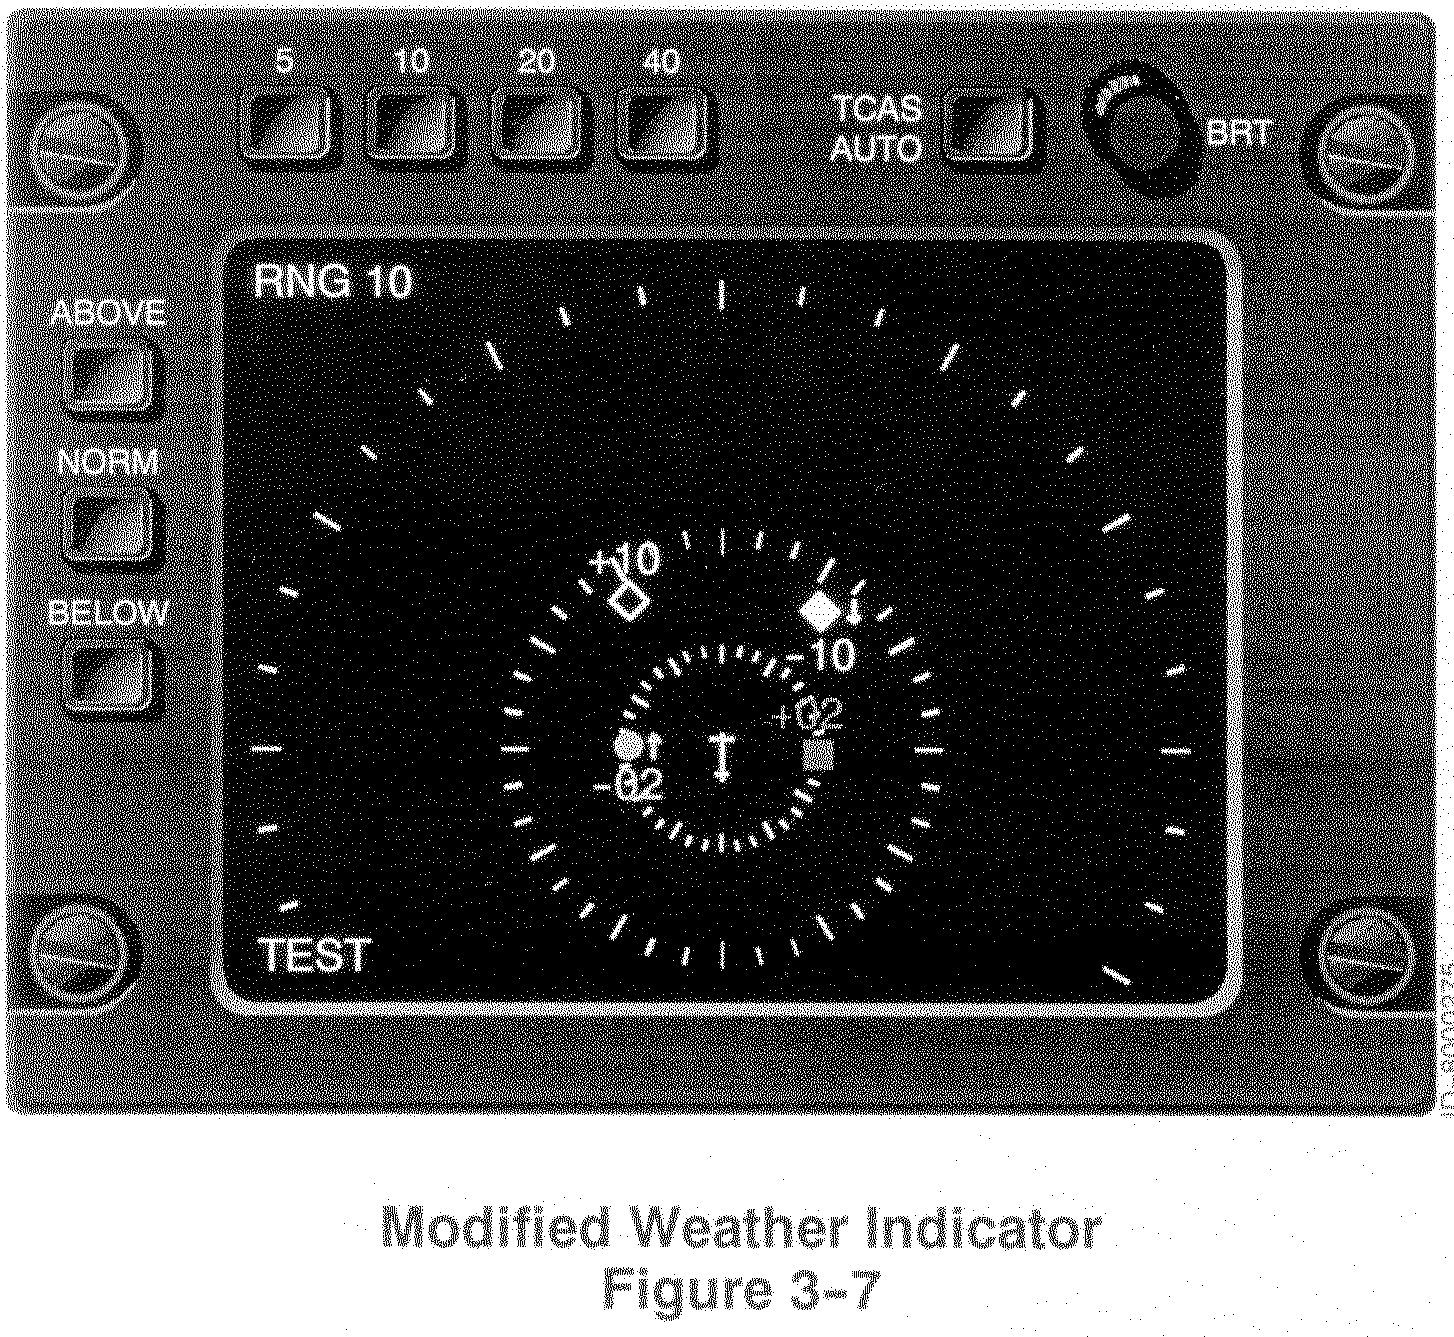 5 10 20 40
TCAS
AUTO
BRT
RNG 10
ABOVE
NORM
BELOW
+10
-10
+02
-02
TEST
Modified Weather Indicator
Figure 3-7